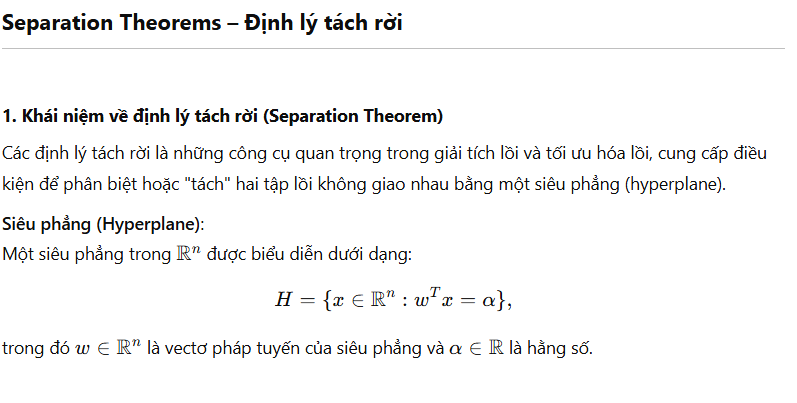 Separation Theorems – Định lý tách rời
1. Khái niệm về định lý tách rời (Separation Theorem)
Các định lý tách rời là những công cụ quan trọng trong giải tích lồi và tối ưu hóa lồi, cung cấp điều
kiện để phân biệt hoặc "tách" hai tập lồi không giao nhau bằng một siêu phẳng (hyperplane).
Siêu phẳng (Hyperplane):
Một siêu phẳng trong ℝⁿ được biểu diễn dưới dạng:
H = {x ∈ ℝⁿ : wᵀx = α},
trong đó w ∈ ℝⁿ là vectơ pháp tuyến của siêu phẳng và α ∈ ℝ là hằng số.